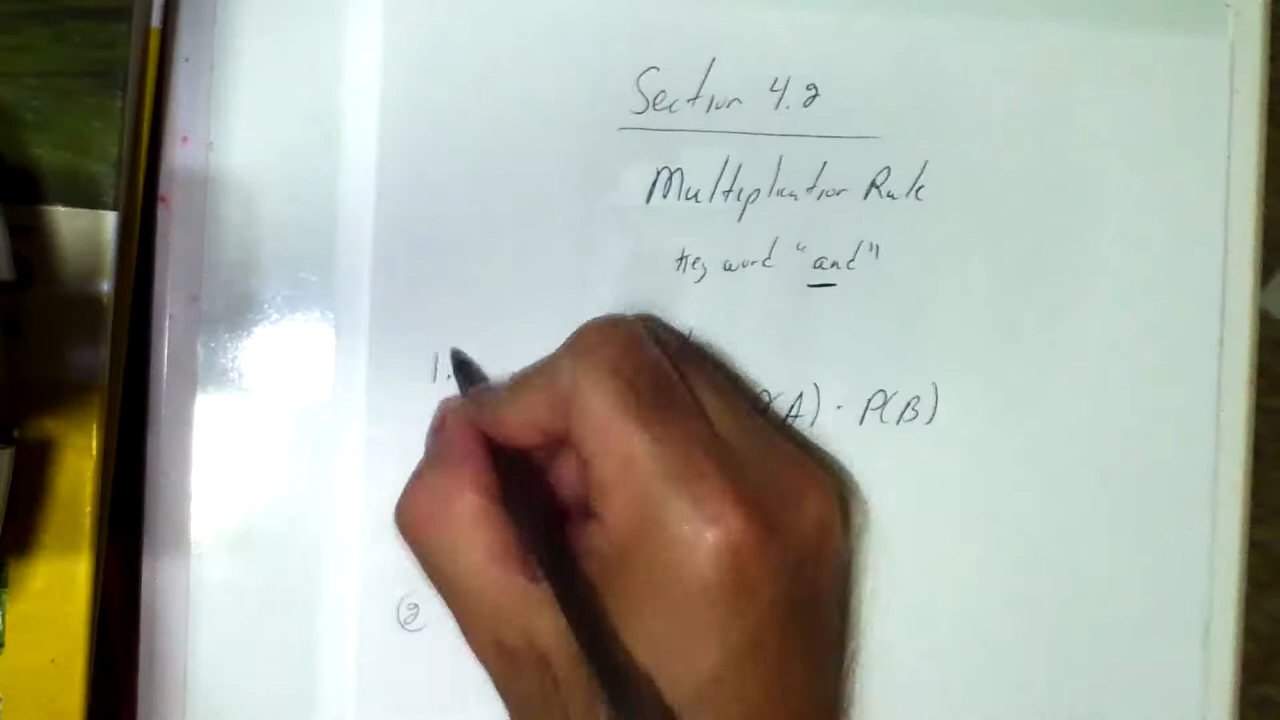 Section 4.2
Multiplication Rule
Key word "and"
1.
P(A) · P(B)
2